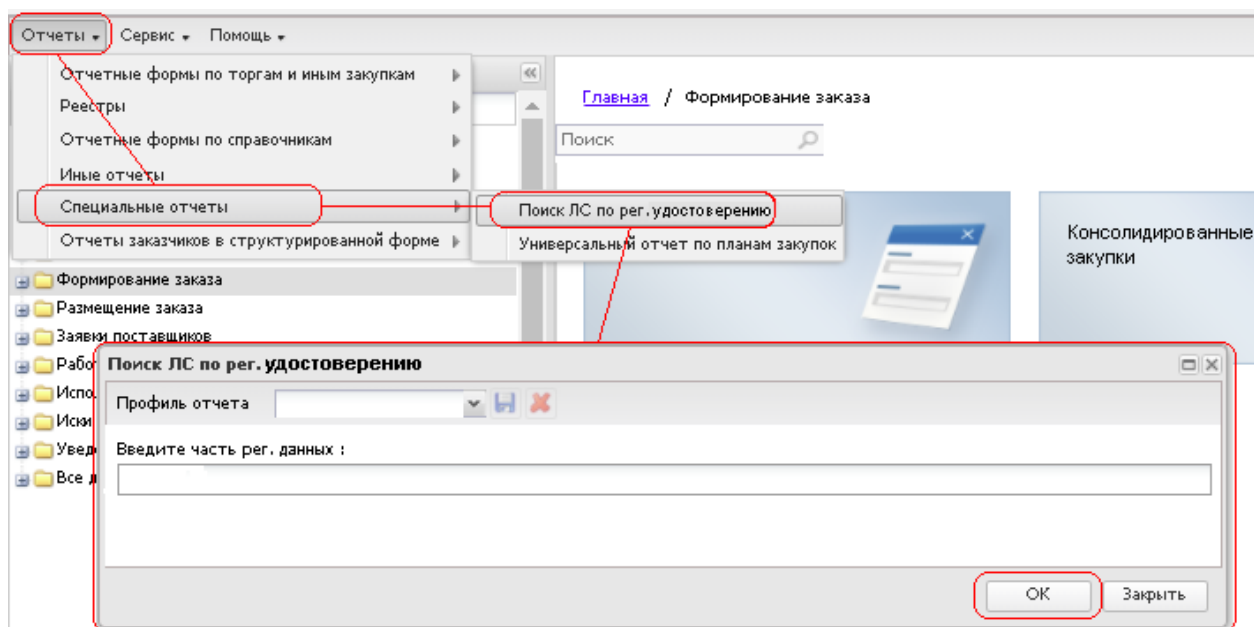 Отчеты Сервис Помощь
Отчетные формы по торгам и иным закупкам
Реестры
Отчетные формы по справочникам
Иные отчеты
Специальные отчеты
Отчеты заказчиков в структурированной форме
Поиск ЛС по рег. удостоверению
Универсальный отчет по планам закупок
Главная / Формирование заказа
Поиск
Консолидированные
закупки
Формирование заказа
Размещение заказа
Заявки поставщиков
Рабо
Испо
Иски
Увед
Все д
Поиск ЛС по рег. удостоверению
Профиль отчета
Введите часть рег. данных :
ОК Закрыть